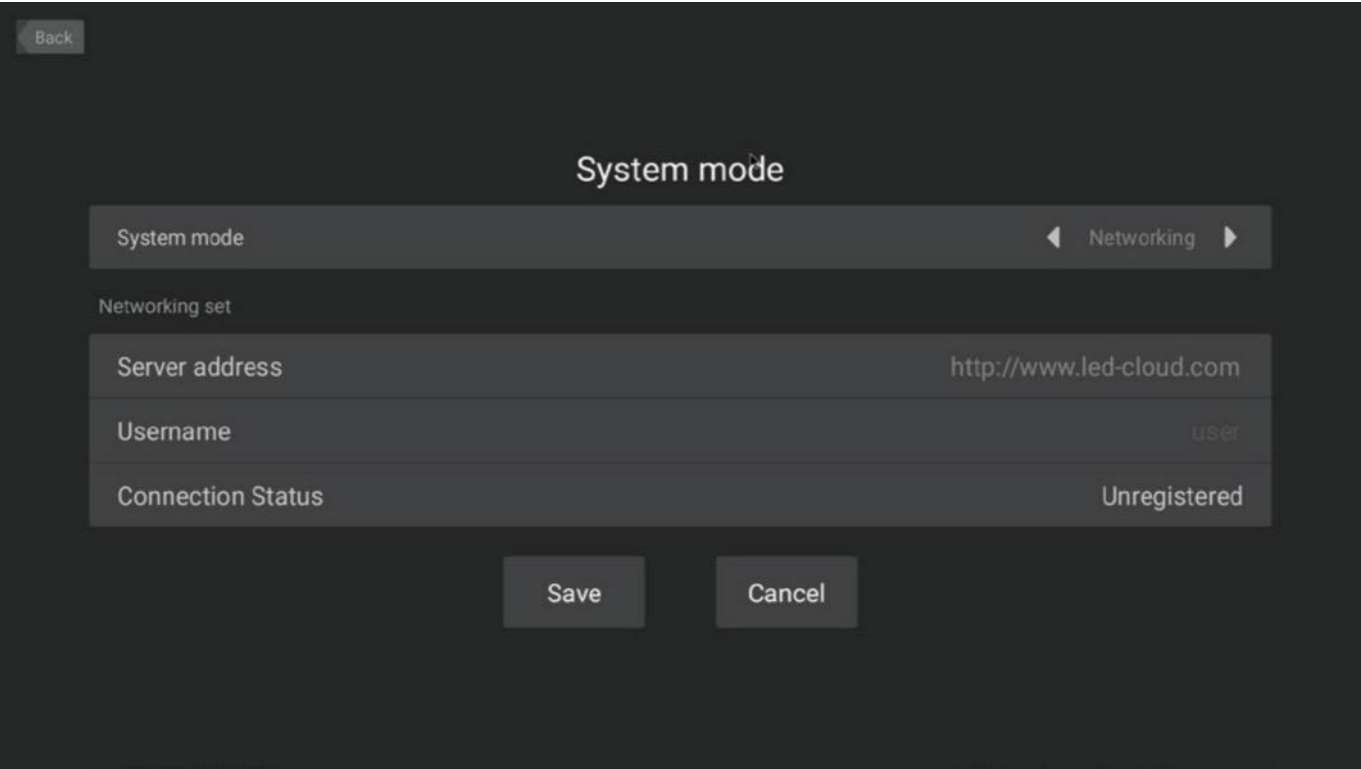 Back
System mode
System mode Networking
Networking set
Server address http://www.led-cloud.com
Username user
Connection Status Unregistered
Save Cancel